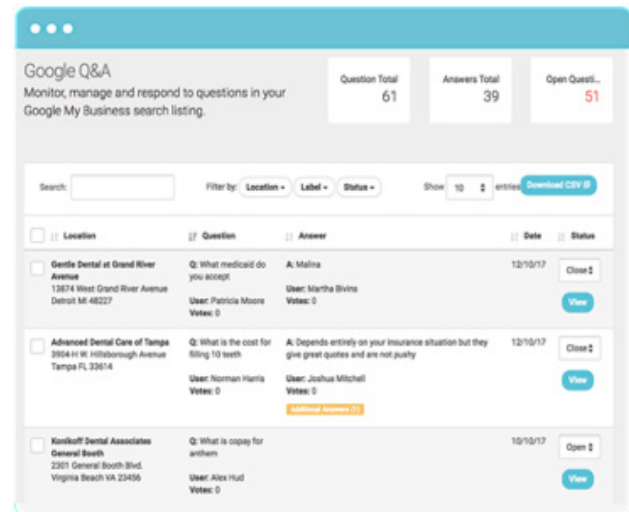 Google Q&A
Monitor, manage and respond to questions in your
Google My Business search listing.
Question Total
61
Answers Total
39
Open Questi...
51
Search:
Filter by: Location Label Status
Show 10 entries
Download CSV
Location Question Answer Date Status
Gentle Dental at Grand River
Avenue
13874 West Grand River Avenue
Detroit MI 48227
Q: What medicaid do
you accept
User: Patricia Moore
Votes: 0
A: Malina
User: Martha Bivins
Votes: 0
12/10/17
Close
View
Advanced Dental Care of Tampa
3904-H W. Hillsborough Avenue
Tampa FL 33614
Q: What is the cost for
filling 10 teeth
User: Norman Harris
Votes: 0
A: Depends entirely on your insurance situation but they
give great quotes and are not pushy
User: Joshua Mitchell
Votes: 0
Additional Answers (1)
12/10/17
Close
View
Konikoff Dental Associates
General Booth
2301 General Booth Blvd.
Virginia Beach VA 23456
Q: What is copay for
anthem
User: Alex Hud
Votes: 0
10/10/17
Open
View